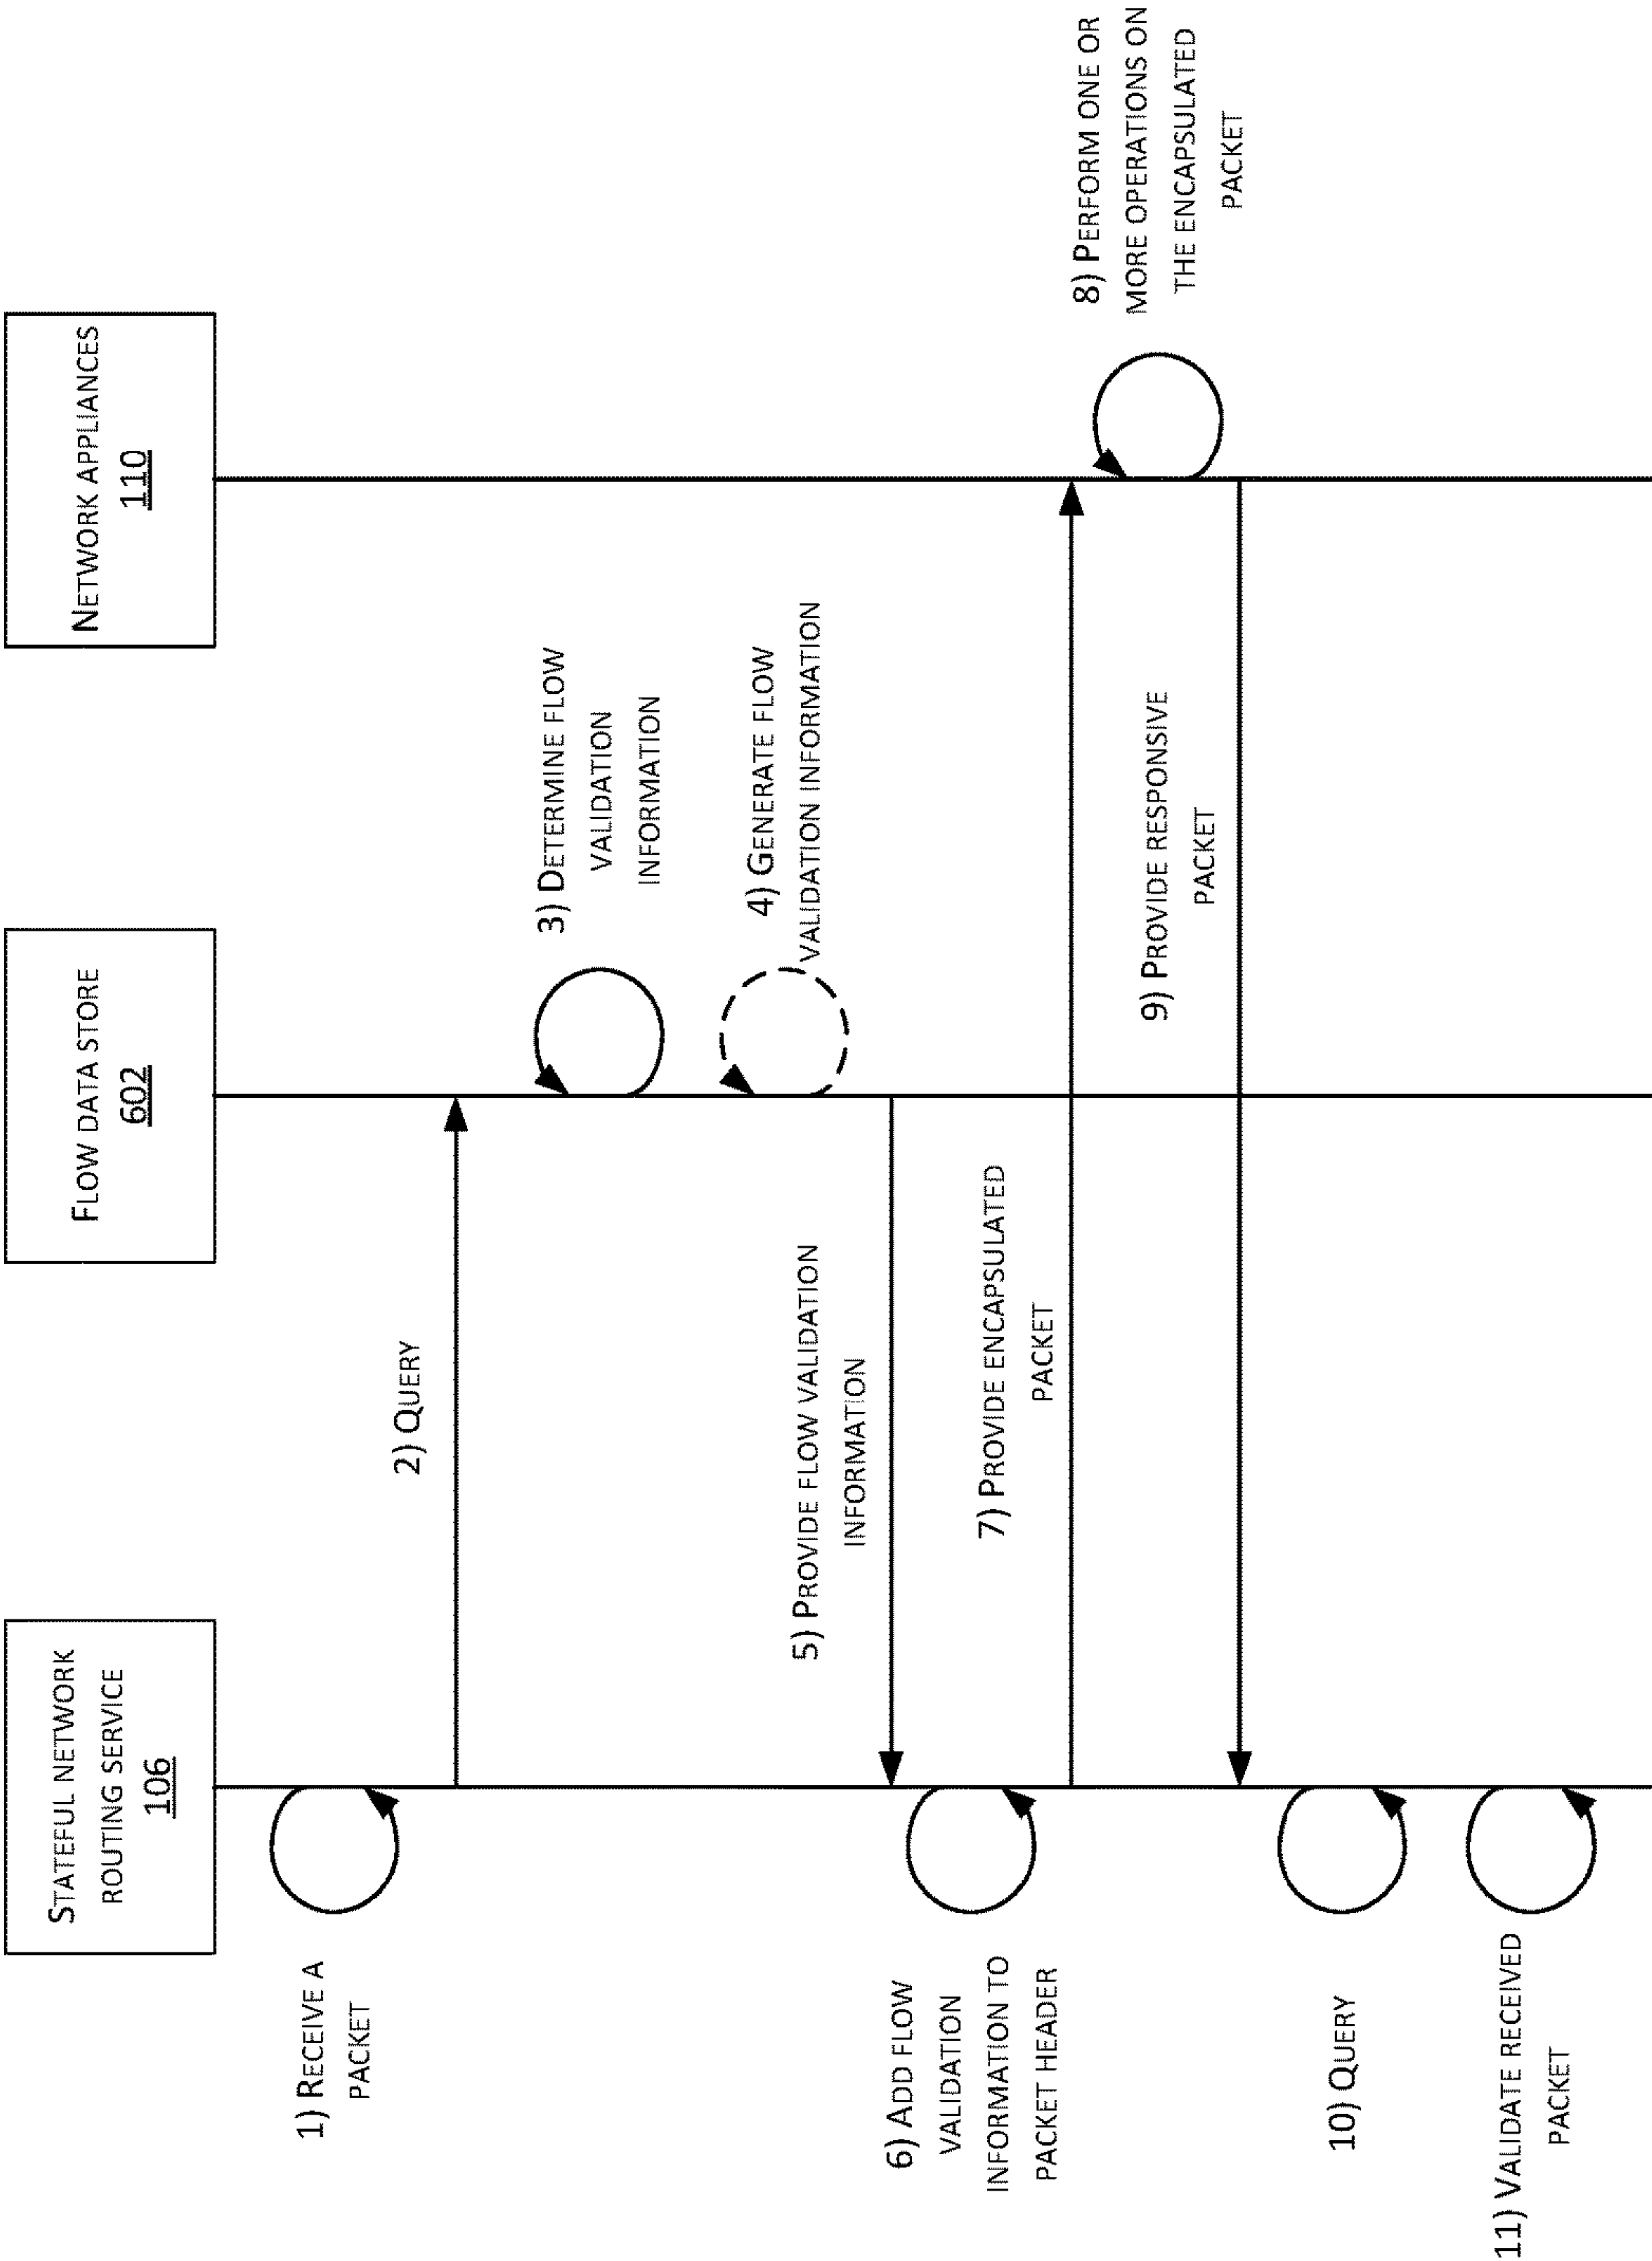 STATEFUL NETWORK
ROUTING SERVICE
106
FLOW DATA STORE
602
NETWORK APPLIANCES
110
1) RECEIVE A
PACKET
2) QUERY
3) DETERMINE FLOW
VALIDATION
INFORMATION
4) GENERATE FLOW
VALIDATION INFORMATION
5) PROVIDE FLOW VALIDATION
INFORMATION
6) ADD FLOW
VALIDATION
INFORMATION TO
PACKET HEADER
7) PROVIDE ENCAPSULATED
PACKET
8) PERFORM ONE OR
MORE OPERATIONS ON
THE ENCAPSULATED
PACKET
9) PROVIDE RESPONSIVE
PACKET
10) QUERY
11) VALIDATE RECEIVED
PACKET